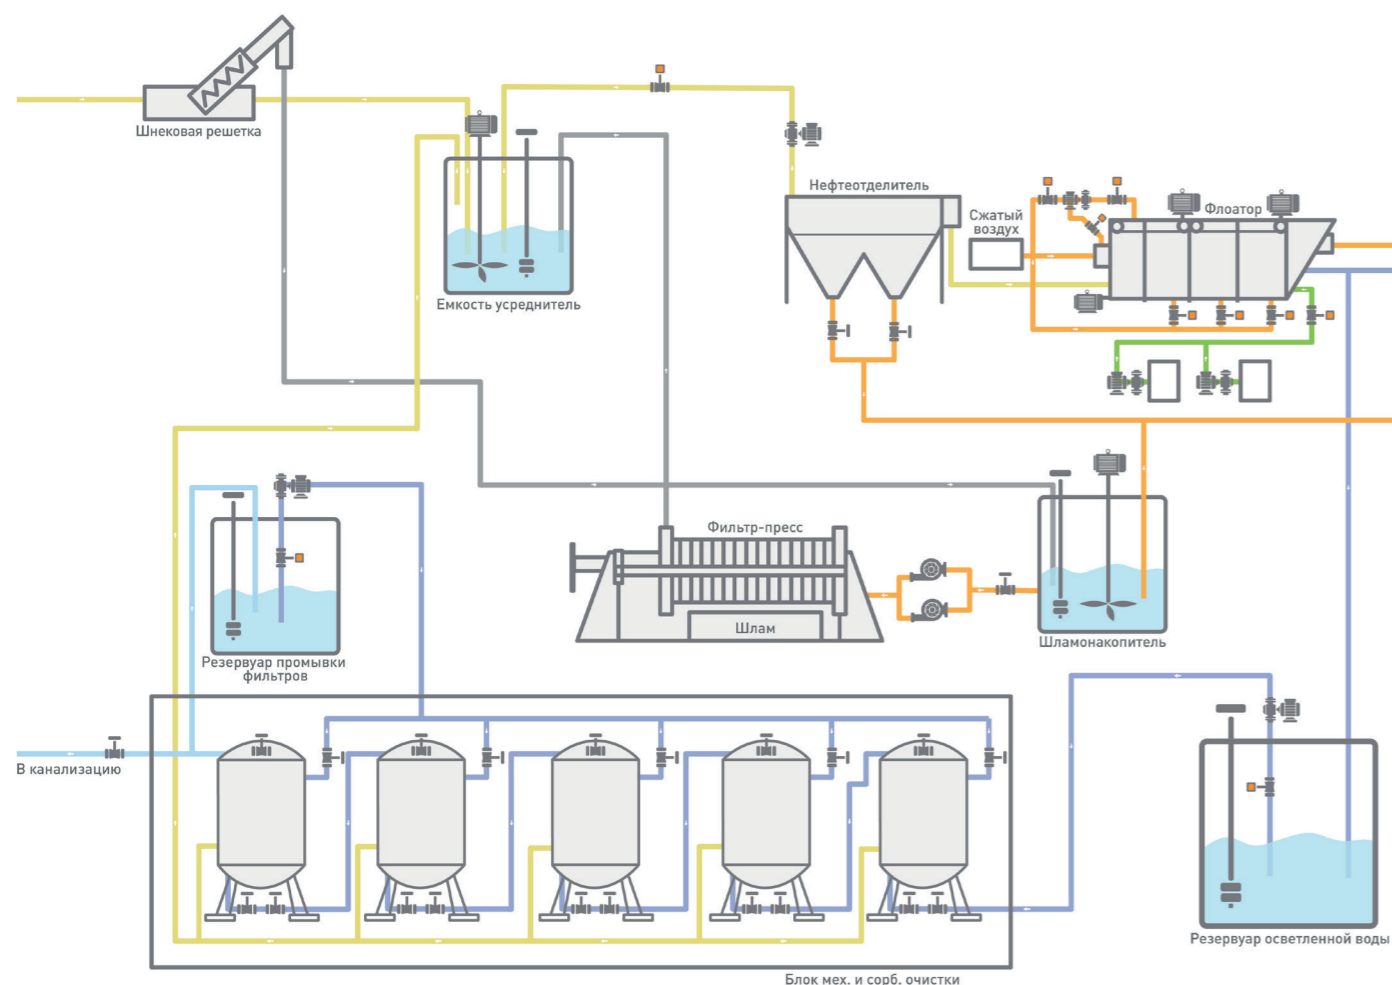 Шнековая решетка
Емкость усреднитель
Нефтеотделитель
Сжатый
воздух
Флоатор
Фильтр-пресс
Шлам
Шламонакопитель
Резервуар промывки
фильтров
В канализацию
Резервуар осветленной воды
Блок мех. и сорб. очистки